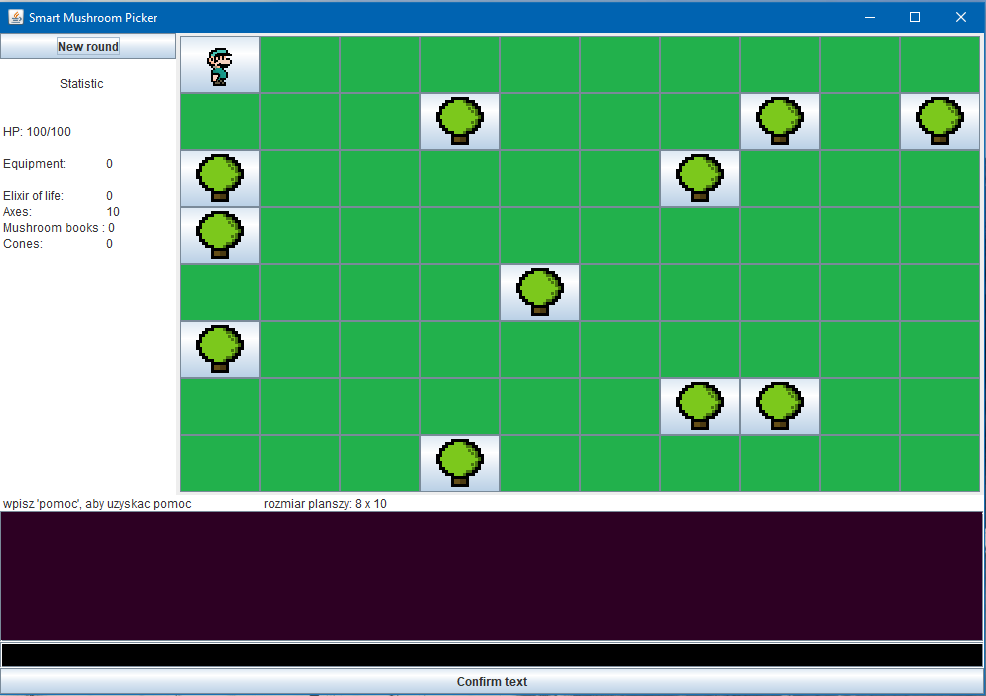 Smart Mushroom Picker
New round
Statistic
HP: 100/100
Equipment: 0
Elixir of life: 0
Axes: 10
Mushroom books : 0
Cones: 0
wpisz 'pomoc', aby uzyskac pomoc
rozmiar planszy: 8 x 10
Confirm text